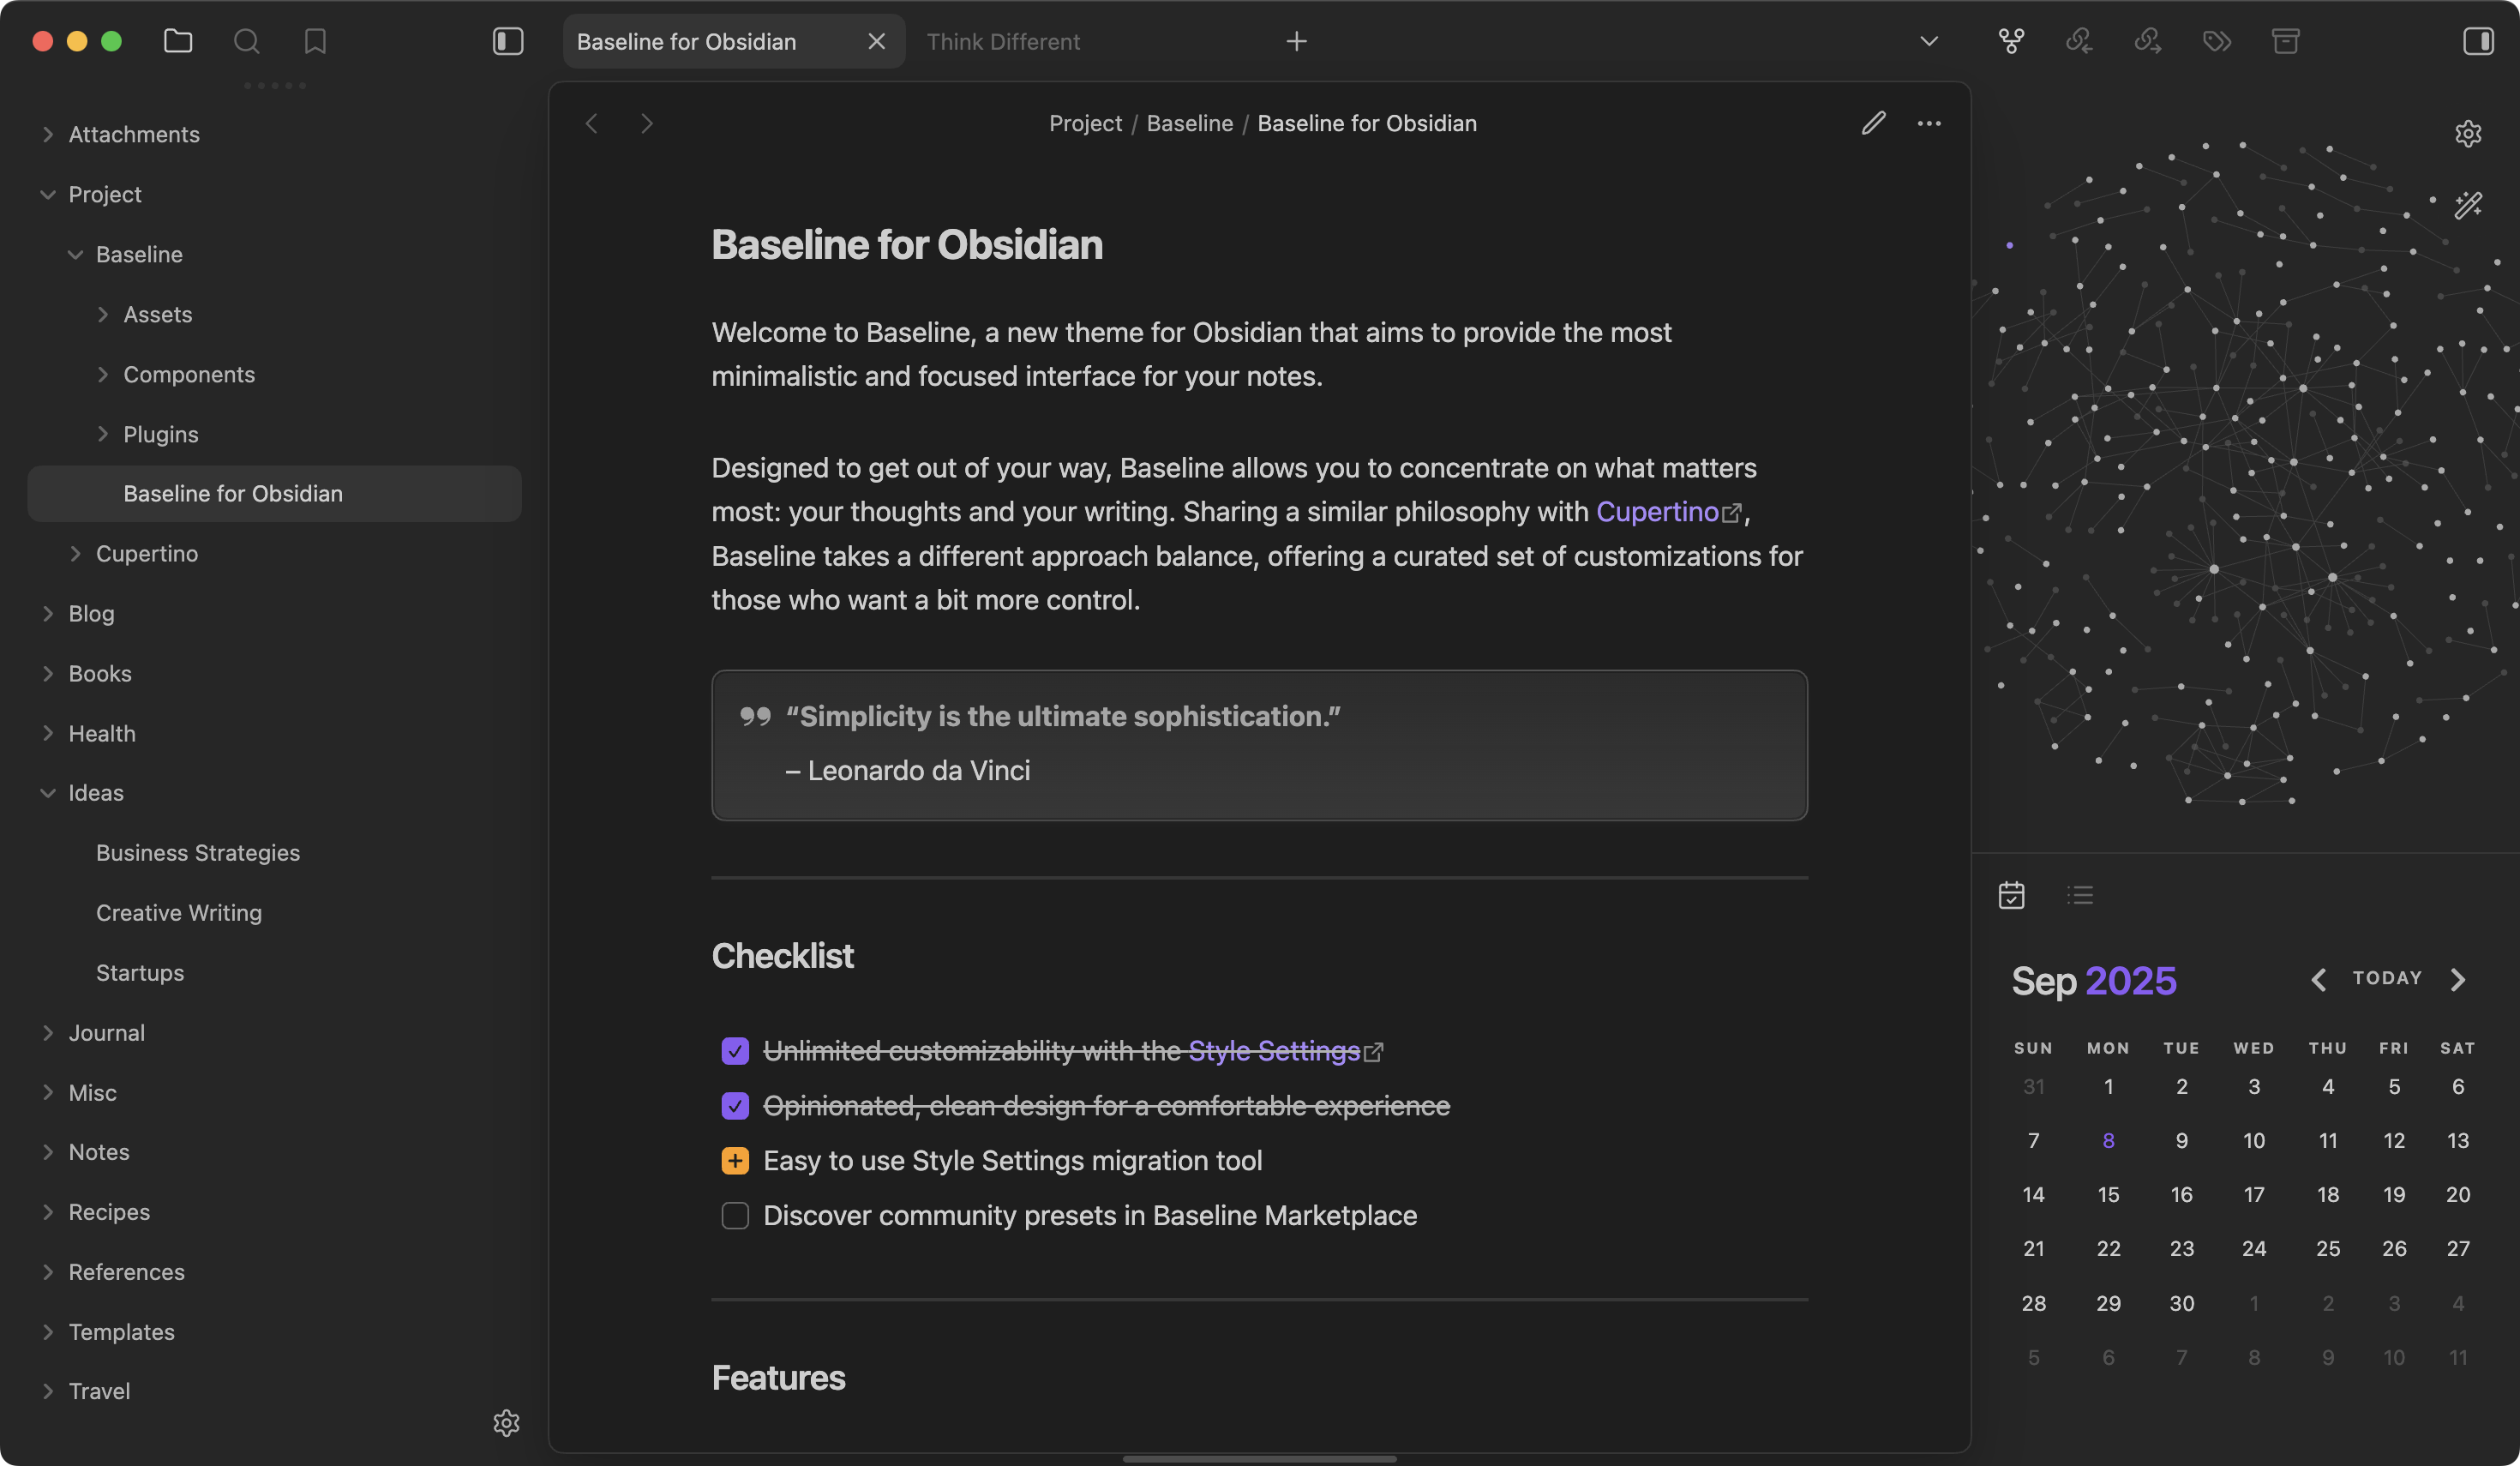 Baseline for Obsidian
Think Different
Attachments
Project
Baseline
Assets
Components
Plugins
Baseline for Obsidian
Cupertino
Blog
Books
Health
Ideas
Business Strategies
Creative Writing
Startups
Journal
Misc
Notes
Recipes
References
Templates
Travel
Project / Baseline / Baseline for Obsidian
Baseline for Obsidian
Welcome to Baseline, a new theme for Obsidian that aims to provide the most
minimalistic and focused interface for your notes.
Designed to get out of your way, Baseline allows you to concentrate on what matters
most: your thoughts and your writing. Sharing a similar philosophy with Cupertino,
Baseline takes a different approach balance, offering a curated set of customizations for
those who want a bit more control.
“Simplicity is the ultimate sophistication.”
– Leonardo da Vinci
Checklist
Unlimited customizability with the Style Settings
Opinionated, clean design for a comfortable experience
Easy to use Style Settings migration tool
Discover community presets in Baseline Marketplace
Features
Sep 2025
TODAY
SUN MON TUE WED THU FRI SAT
31 1 2 3 4 5 6
7 8 9 10 11 12 13
14 15 16 17 18 19 20
21 22 23 24 25 26 27
28 29 30 1 2 3 4
5 6 7 8 9 10 11